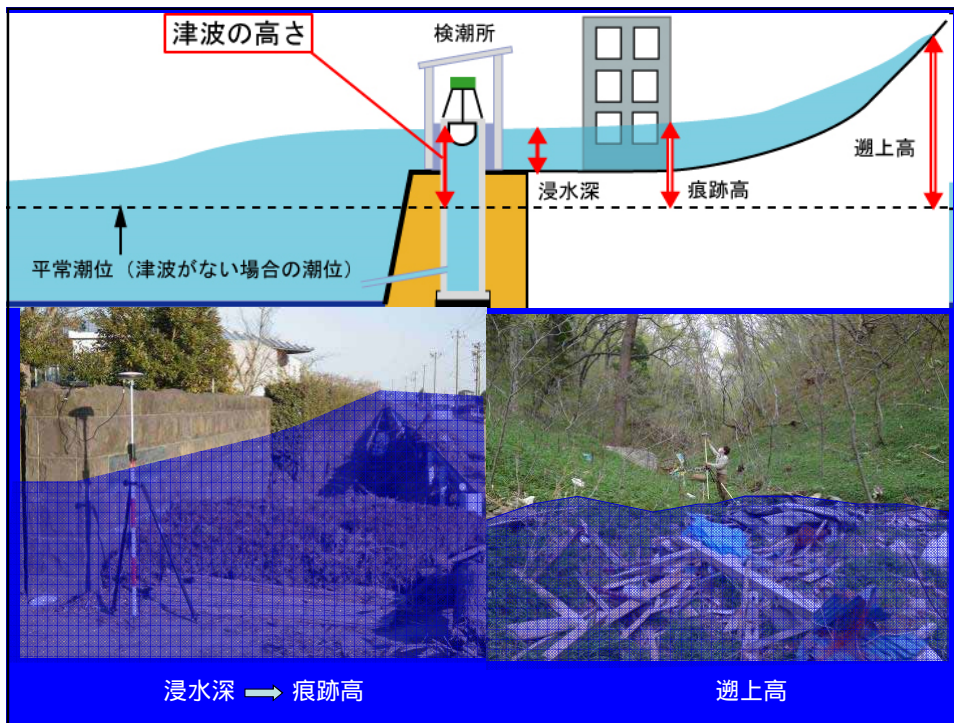 津波の高さ
検潮所
遡上高
浸水深
痕跡高
平常潮位（津波がない場合の潮位）
浸水深 ➡ 痕跡高
遡上高